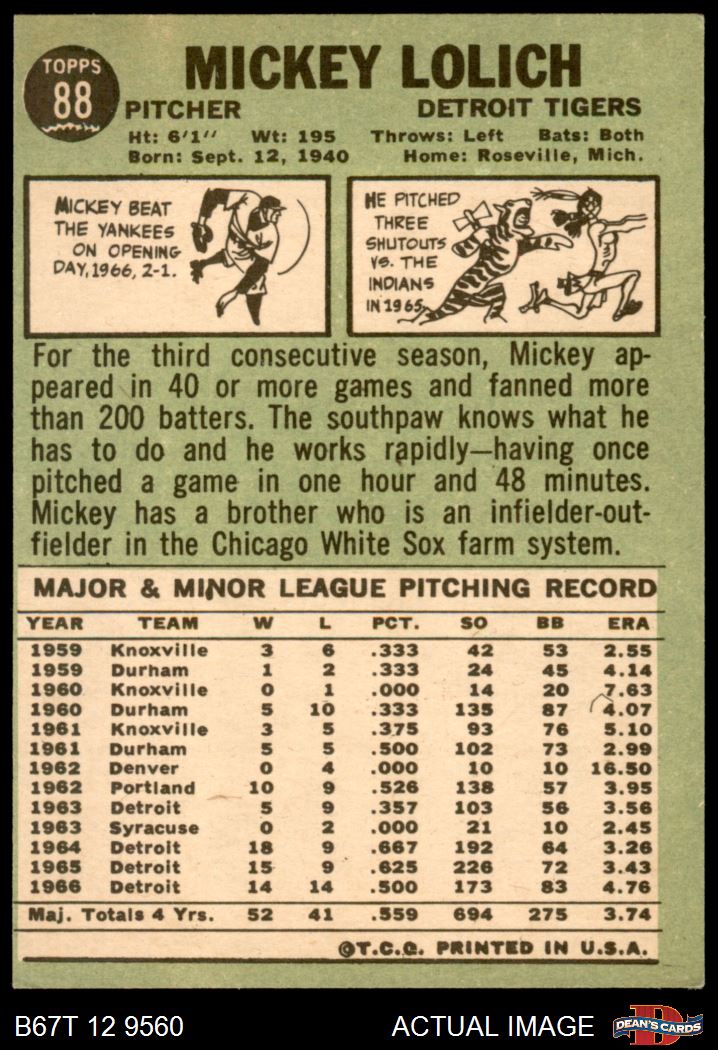 TOPPS
88
MICKEY LOLICH
PITCHER DETROIT TIGERS
Ht: 6'1" Wt: 195 Throws: Left Bats: Both
Born: Sept. 12, 1940 Home: Roseville, Mich.
MICKEY BEAT
THE YANKEES
ON OPENING
DAY, 1966, 2-1.
HE PITCHED
THREE
SHUTOUTS
VS. THE
INDIANS
IN 1965.
For the third consecutive season, Mickey ap-
peared in 40 or more games and fanned more
than 200 batters. The southpaw knows what he
has to do and he works rapidly—having once
pitched a game in one hour and 48 minutes.
Mickey has a brother who is an infielder-out-
fielder in the Chicago White Sox farm system.
MAJOR & MINOR LEAGUE PITCHING RECORD
YEAR TEAM W L PCT. SO BB ERA
1959 Knoxville 3 6 .333 42 53 2.55
1959 Durham 1 2 .333 24 45 4.14
1960 Knoxville 0 1 .000 14 20 7.63
1960 Durham 5 10 .333 135 87 4.07
1961 Knoxville 3 5 .375 93 76 5.10
1961 Durham 5 5 .500 102 73 2.99
1962 Denver 0 4 .000 10 10 16.50
1962 Portland 10 9 .526 138 57 3.95
1963 Detroit 5 9 .357 103 56 3.56
1963 Syracuse 0 2 .000 21 10 2.45
1964 Detroit 18 9 .667 192 64 3.26
1965 Detroit 15 9 .625 226 72 3.43
1966 Detroit 14 14 .500 173 83 4.76
Maj. Totals 4 Yrs. 52 41 .559 694 275 3.74
©T.C.G. PRINTED IN U.S.A.
B67T 12 9560 ACTUAL IMAGE D DEAN'S CARDS